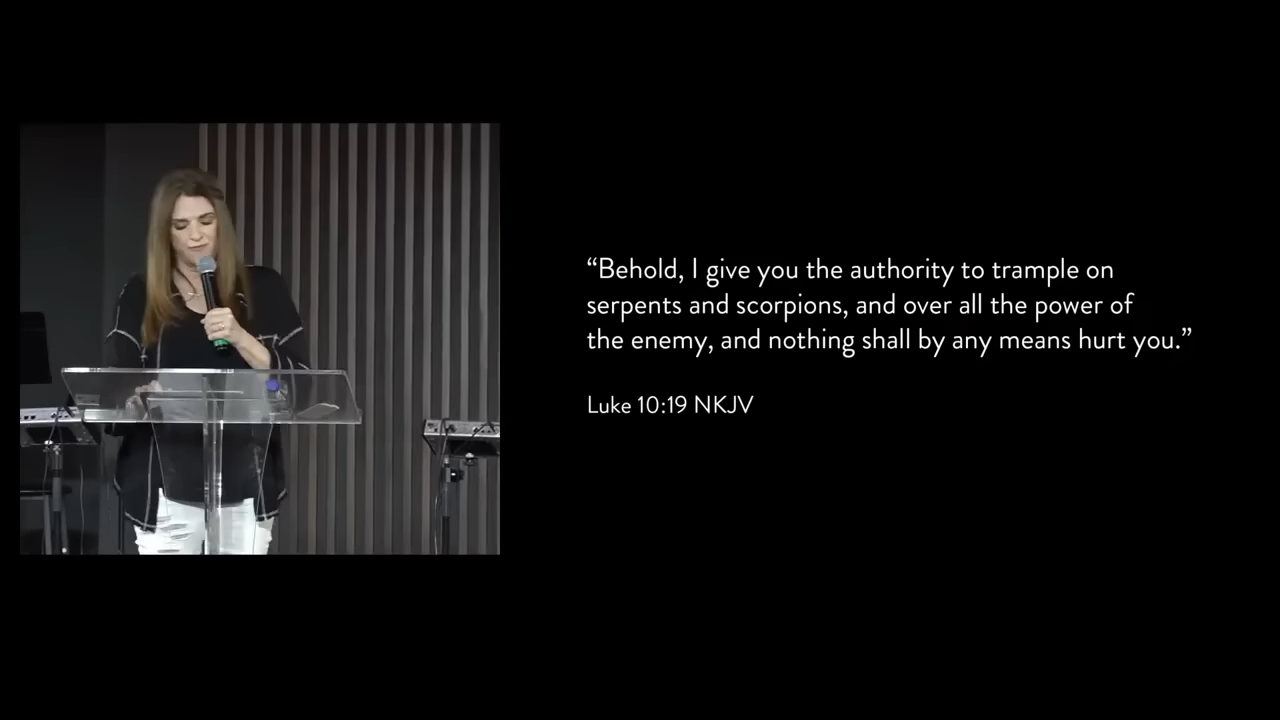 “Behold, I give you the authority to trample on
serpents and scorpions, and over all the power of
the enemy, and nothing shall by any means hurt you.”
Luke 10:19 NKJV